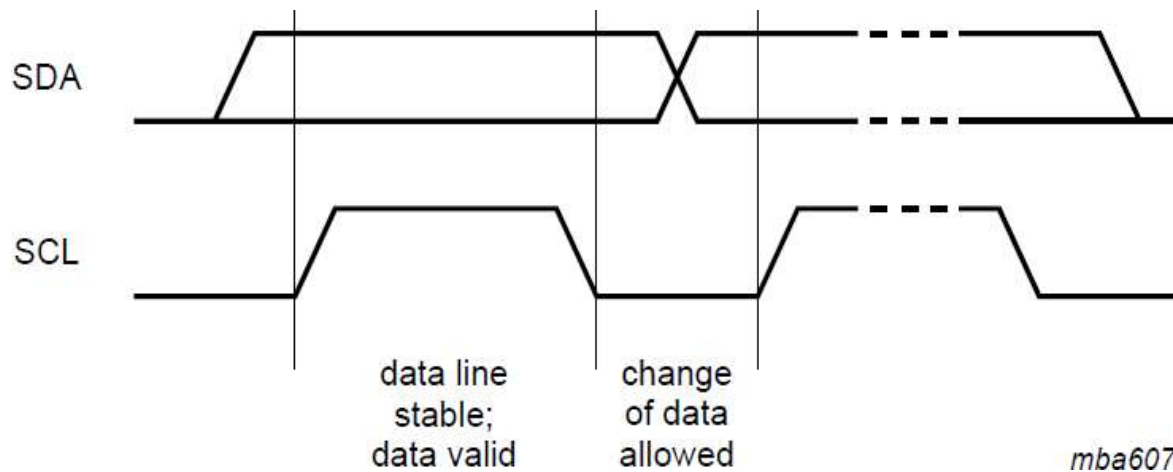 SDA
SCL
data line
stable;
data valid
change
of data
allowed
mba607